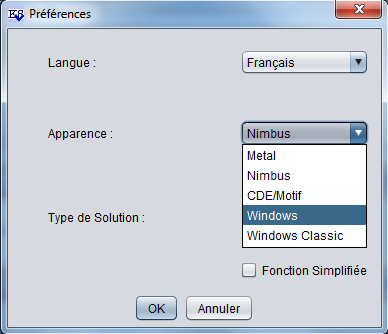 Préférences
Langue :
Français
Apparence :
Nimbus
Metal
Nimbus
CDE/Motif
Windows
Windows Classic
Type de Solution :
Fonction Simplifiée
OK
Annuler